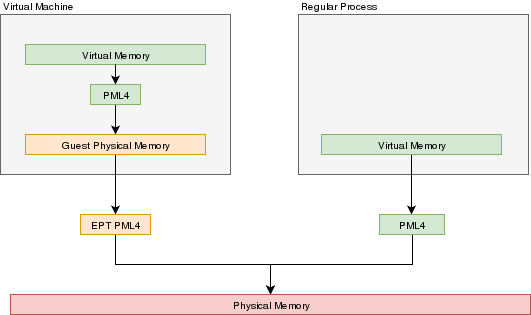 Virtual Machine
Regular Process
Virtual Memory
PML4
Guest Physical Memory
Virtual Memory
EPT PML4
PML4
Physical Memory